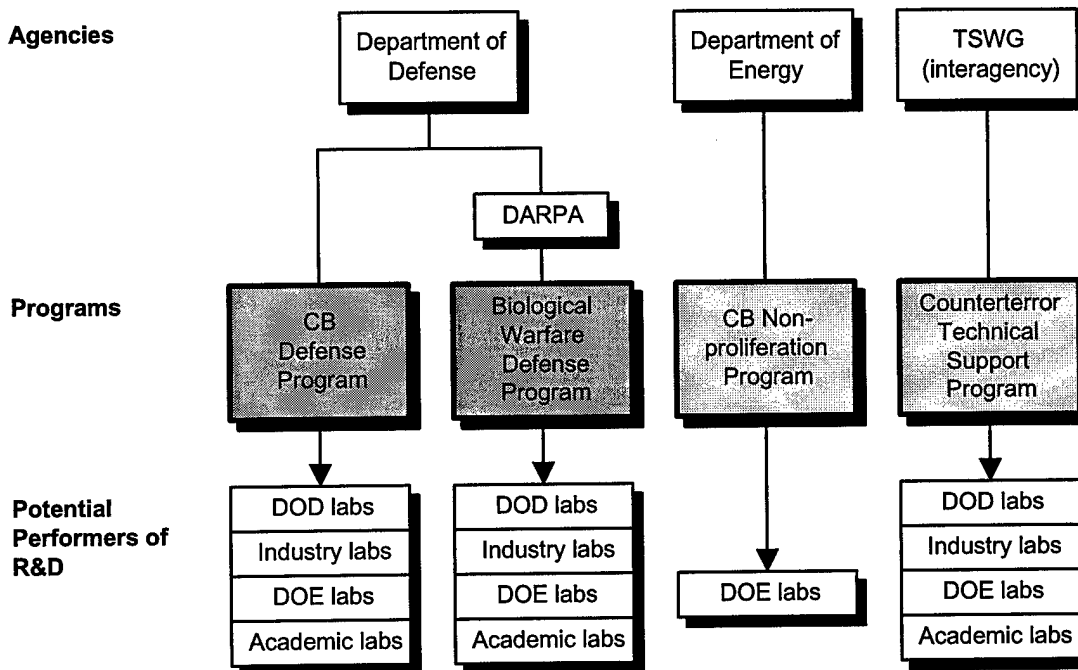 Agencies
Department of
Defense
Department of
Energy
TSWG
(interagency)
DARPA
Programs
CB
Defense
Program
Biological
Warfare
Defense
Program
CB Non-
proliferation
Program
Counterterror
Technical
Support
Program
Potential
Performers of
R&D
DOD labs
Industry labs
DOE labs
Academic labs
DOD labs
Industry labs
DOE labs
Academic labs
DOE labs
DOD labs
Industry labs
DOE labs
Academic labs